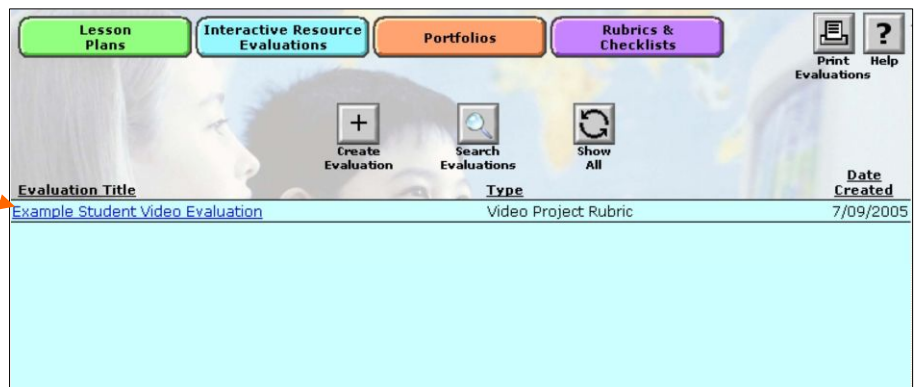 Lesson
Plans
Interactive Resource
Evaluations
Portfolios
Rubrics &
Checklists
?
Print
Evaluations
Help
+
Create
Evaluation
Search
Evaluations
Show
All
Evaluation Title
Type
Date
Created
Example Student Video Evaluation
Video Project Rubric
7/09/2005